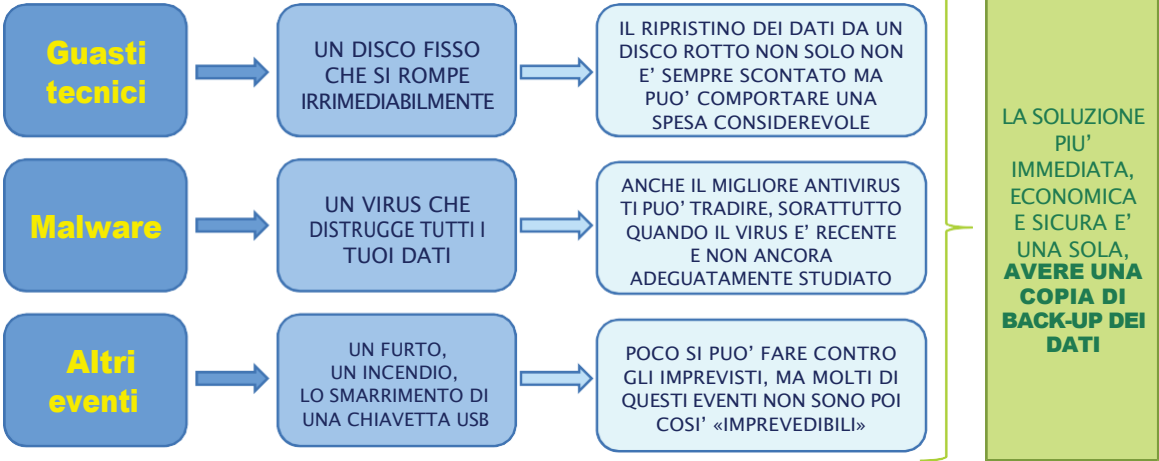 Guasti
tecnici
UN DISCO FISSO
CHE SI ROMPE
IRRIMEDIABILMENTE
IL RIPRISTINO DEI DATI DA UN
DISCO ROTTO NON SOLO NON
E' SEMPRE SCONTATO MA
PUO' COMPORTARE UNA
SPESA CONSIDEREVOLE
Malware
UN VIRUS CHE
DISTRUGGE TUTTI I
TUOI DATI
ANCHE IL MIGLIORE ANTIVIRUS
TI PUO' TRADIRE, SORATTUTTO
QUANDO IL VIRUS E' RECENTE
E NON ANCORA
ADEGUATAMENTE STUDIATO
Altri
eventi
UN FURTO,
UN INCENDIO,
LO SMARRIMENTO DI
UNA CHIAVETTA USB
POCO SI PUO' FARE CONTRO
GLI IMPREVISTI, MA MOLTI DI
QUESTI EVENTI NON SONO POI
COSI' «IMPREVEDIBILI»
LA SOLUZIONE
PIU'
IMMEDIATA,
ECONOMICA
E SICURA E'
UNA SOLA,
AVERE UNA
COPIA DI
BACK-UP DEI
DATI